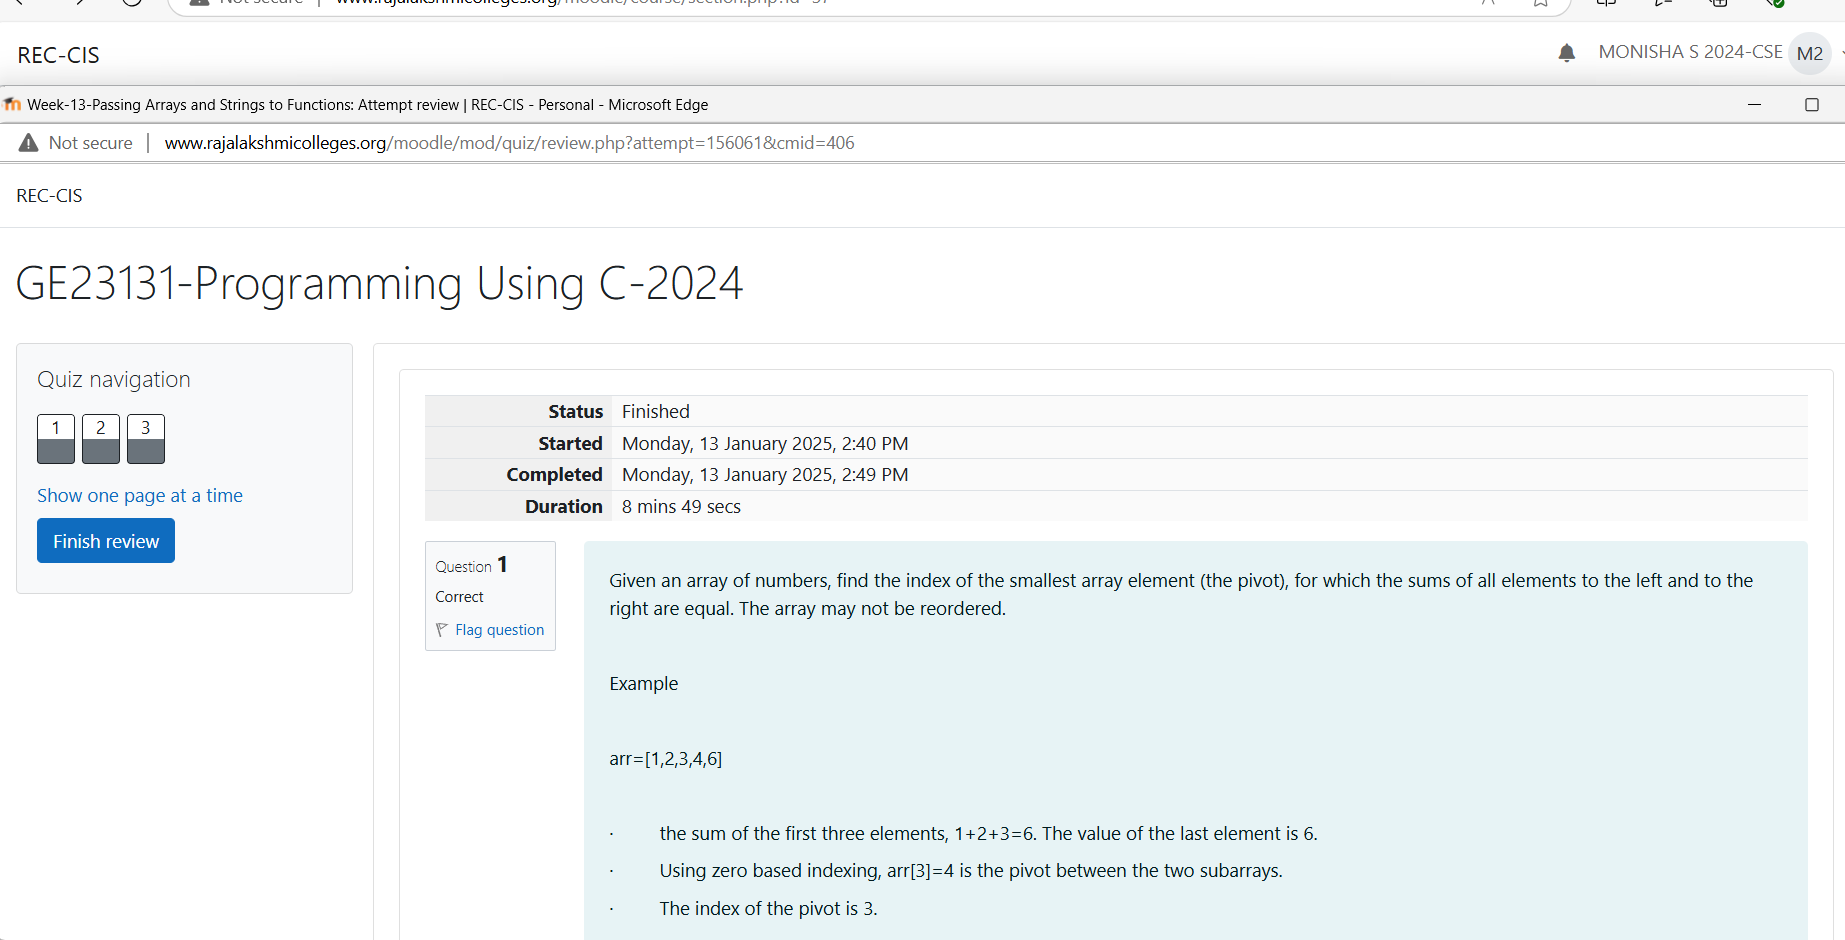 REC-CIS
MONISHA S 2024-CSE M2
Week-13-Passing Arrays and Strings to Functions: Attempt review | REC-CIS - Personal - Microsoft Edge
Not secure | www.rajalakshmicolleges.org/moodle/mod/quiz/review.php?attempt=156061&cmid=406
REC-CIS
GE23131-Programming Using C-2024
Quiz navigation
1 2 3
Show one page at a time
Finish review
Status Finished
Started Monday, 13 January 2025, 2:40 PM
Completed Monday, 13 January 2025, 2:49 PM
Duration 8 mins 49 secs
Question 1
Correct
Flag question
Given an array of numbers, find the index of the smallest array element (the pivot), for which the sums of all elements to the left and to the
right are equal. The array may not be reordered.
Example
arr=[1,2,3,4,6]
· the sum of the first three elements, 1+2+3=6. The value of the last element is 6.
· Using zero based indexing, arr[3]=4 is the pivot between the two subarrays.
· The index of the pivot is 3.